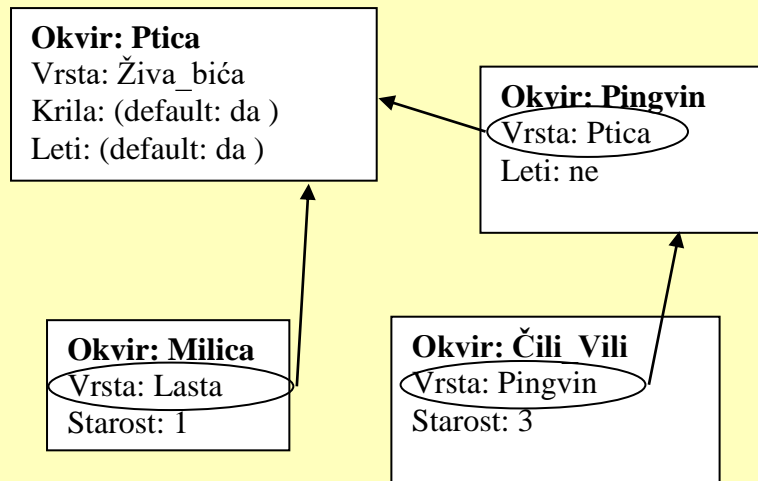 Okvir: Ptica
Vrsta: Živa_bića
Krila: (default: da )
Leti: (default: da )
Okvir: Pingvin
Vrsta: Ptica
Leti: ne
Okvir: Milica
Vrsta: Lasta
Starost: 1
Okvir: Čili_Vili
Vrsta: Pingvin
Starost: 3